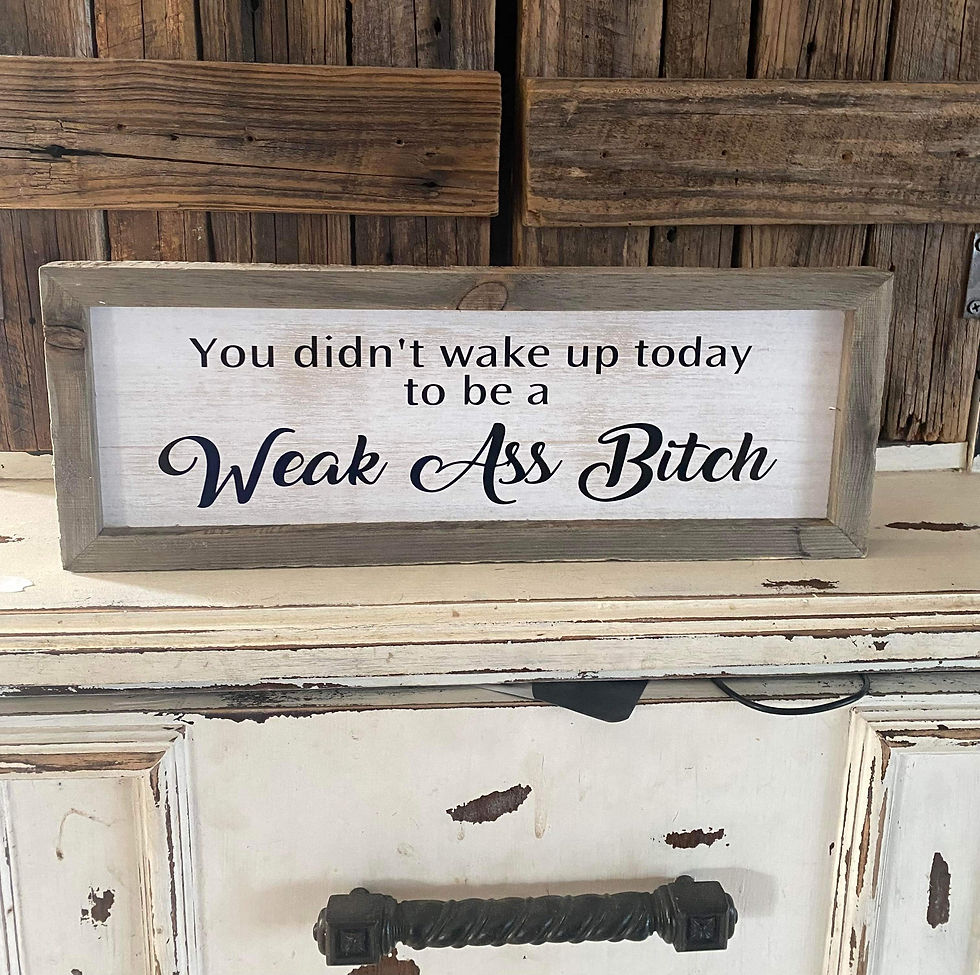 You didn't wake up today
to be a
Weak Ass Bitch